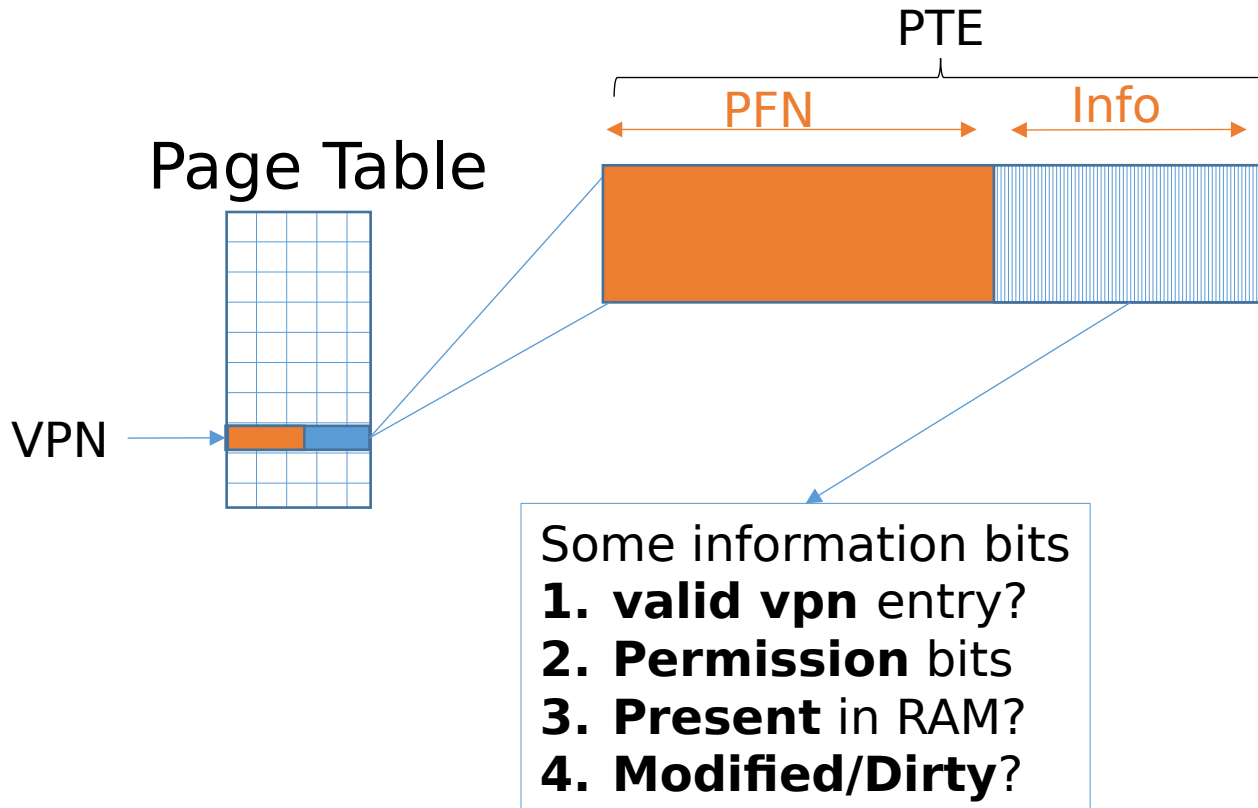 PTE
PFN
Info
Page Table
VPN
Some information bits
1. valid vpn entry?
2. Permission bits
3. Present in RAM?
4. Modified/Dirty?